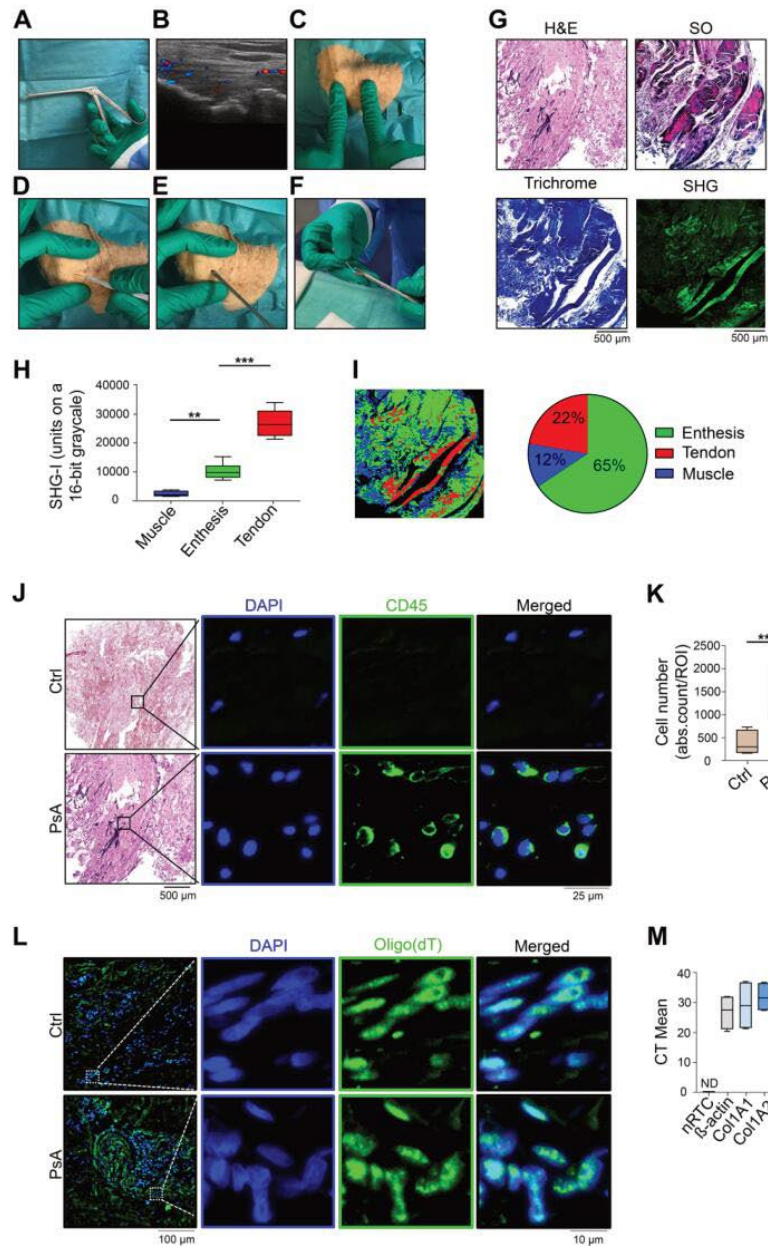 A
B
C
D
E
F
G
H&E
SO
Trichrome
SHG
500 µm
500 µm
H
SHG-I (units on a
16-bit graycale)
40000
30000
20000
10000
0
**
***
Muscle
Enthesis
Tendon
I
22%
12%
65%
Enthesis
Tendon
Muscle
J
DAPI
CD45
Merged
Ctrl
PsA
500 µm
25 µm
K
Cell number
(abs.count/ROI)
2500
2000
1500
1000
500
0
**
Ctrl
P
L
DAPI
Oligo(dT)
Merged
Ctrl
PsA
100 µm
10 µm
M
CT Mean
40
30
20
10
0
ND
nRTC
ß-actin
Col1A1
Col1A2